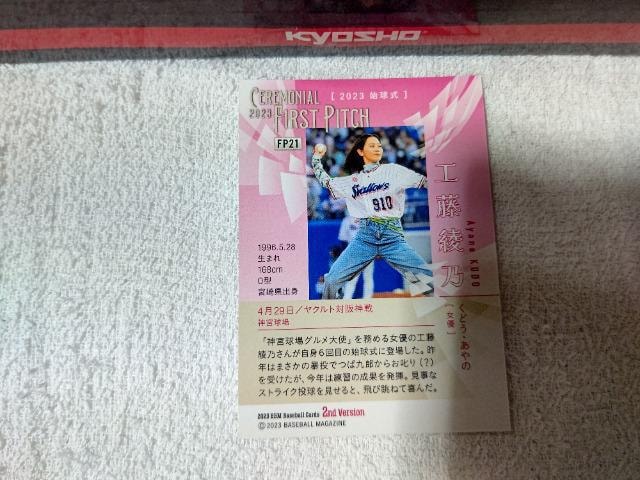 KYOSHO
CEREMONIAL
2023 FIRST PITCH
[ 2023 始球式 ]
FP21
Swallows
910
工藤綾乃
Ayano KUDO
くどう・あやの
［女優］
1996.5.28
生まれ
168cm
O型
宮崎県出身
4月29日／ヤクルト対阪神戦
神宮球場
「神宮球場グルメ大使」を務める女優の工藤
綾乃さんが自身6回目の始球式に登場した。昨
年はまさかの暴投でつば九郎からお叱り（?）
を受けたが、今年は練習の成果を発揮。見事な
ストライク投球を見せると、飛び跳ねて喜んだ。
2023 BBM Baseball Cards 2nd Version
©2023 BASEBALL MAGAZINE